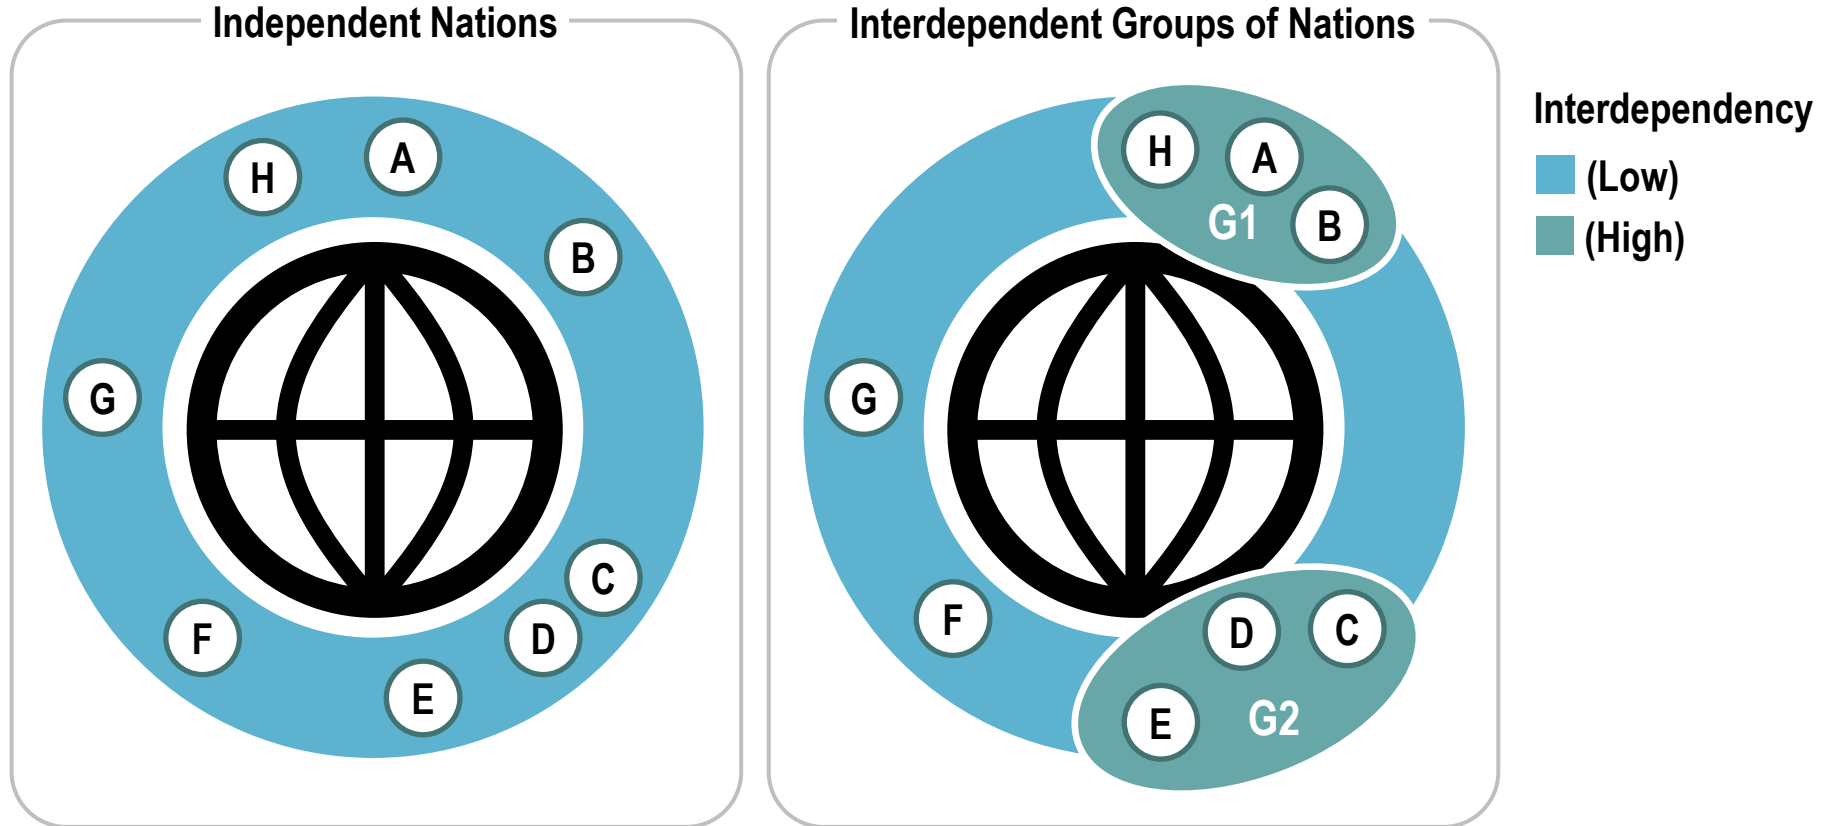 Independent Nations
H
A
B
G
C
F
D
E
Interdependent Groups of Nations
H
A
B
G1
G
F
D
C
E
G2
Interdependency
(Low)
(High)